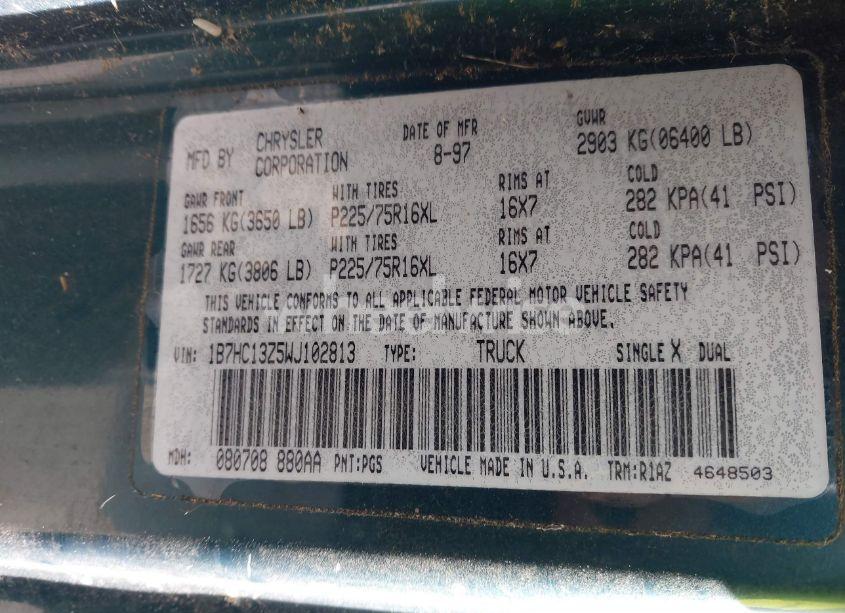 MFD BY CHRYSLER CORPORATION DATE OF MFR 8-97 GVWR 2903 KG(06400 LB)
GAWR FRONT WITH TIRES RIMS AT COLD
1656 KG(3650 LB) P225/75R16XL 16X7 282 KPA(41 PSI)
GAWR REAR WITH TIRES RIMS AT COLD
1727 KG(3806 LB) P225/75R16XL 16X7 282 KPA(41 PSI)
THIS VEHICLE CONFORMS TO ALL APPLICABLE FEDERAL MOTOR VEHICLE SAFETY
STANDARDS IN EFFECT ON THE DATE OF MANUFACTURE SHOWN ABOVE.
VIN: 1B7HC13Z5WJ102813 TYPE: TRUCK SINGLE X DUAL
MDH: 080708 880AA PNT:PGS VEHICLE MADE IN U.S.A. TRM:R1AZ 4648503